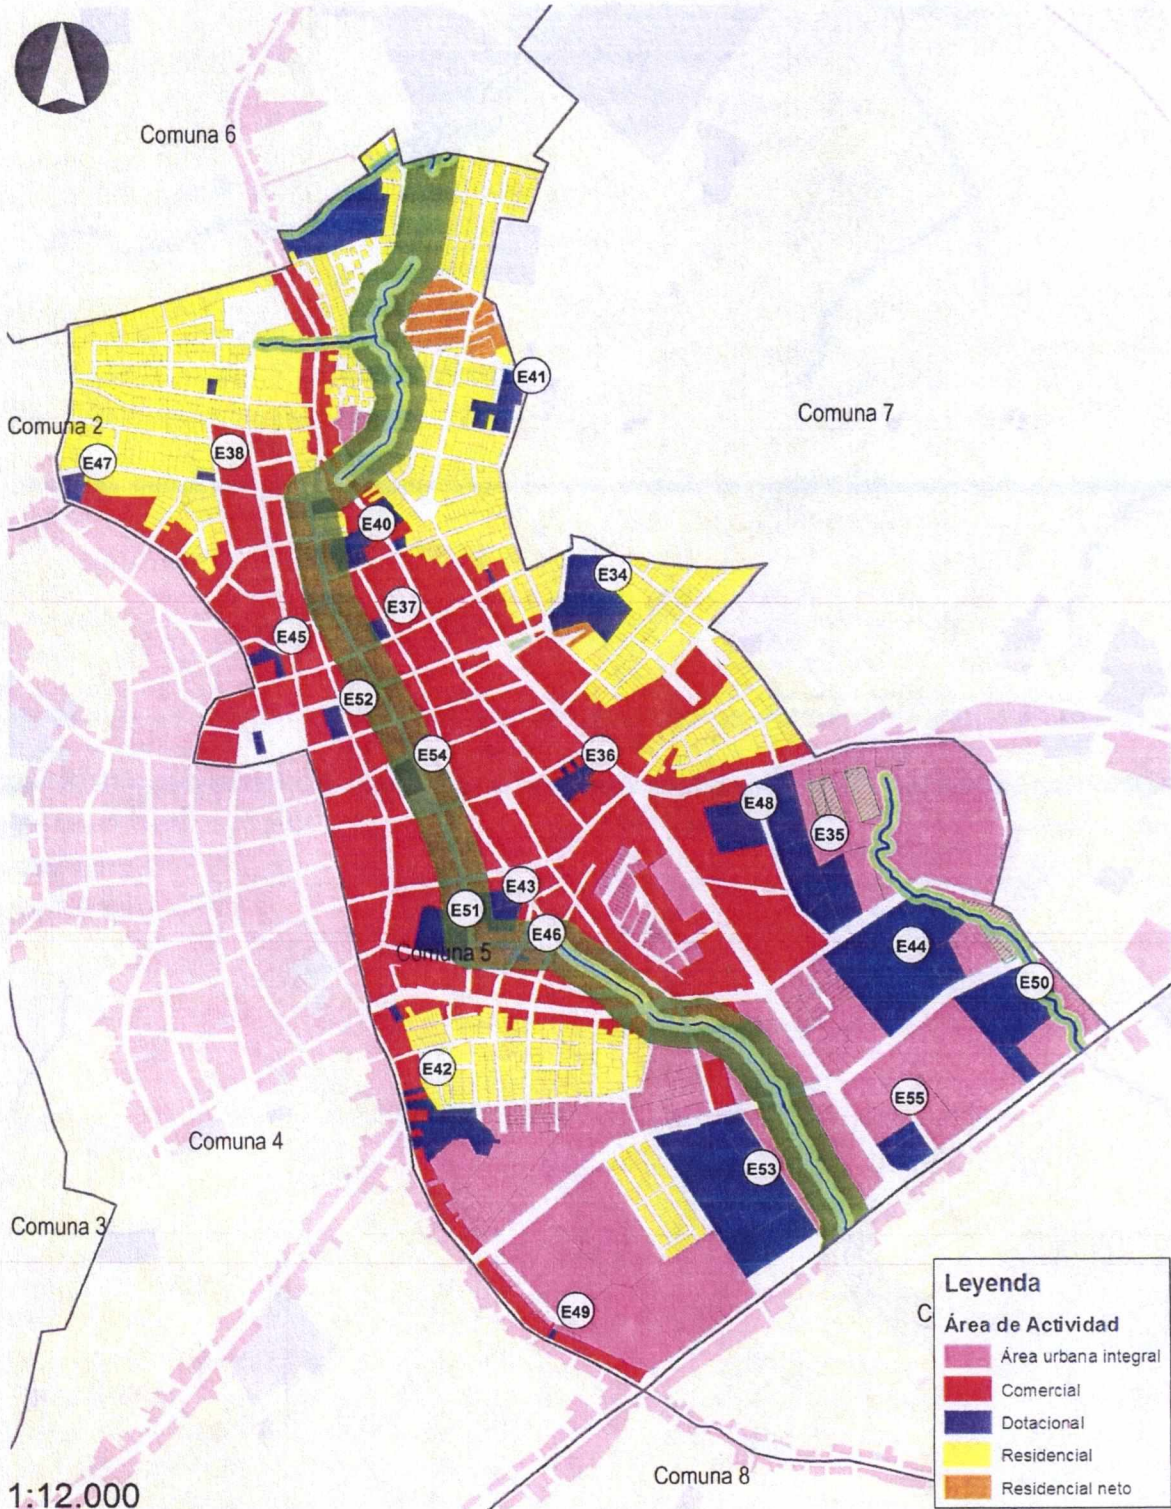 Comuna 6
E41
Comuna 7
Comuna 2
E38
E47
E40
E34
E37
E45
E52
E54
E36
E48
E35
E43
E51
E46
E44
Comuna 5
E50
E42
E55
Comuna 4
E53
Comuna 3
E49
C
Leyenda
Área de Actividad
Área urbana integral
Comercial
Dotacional
Residencial
Residencial neto
Comuna 8
1:12.000